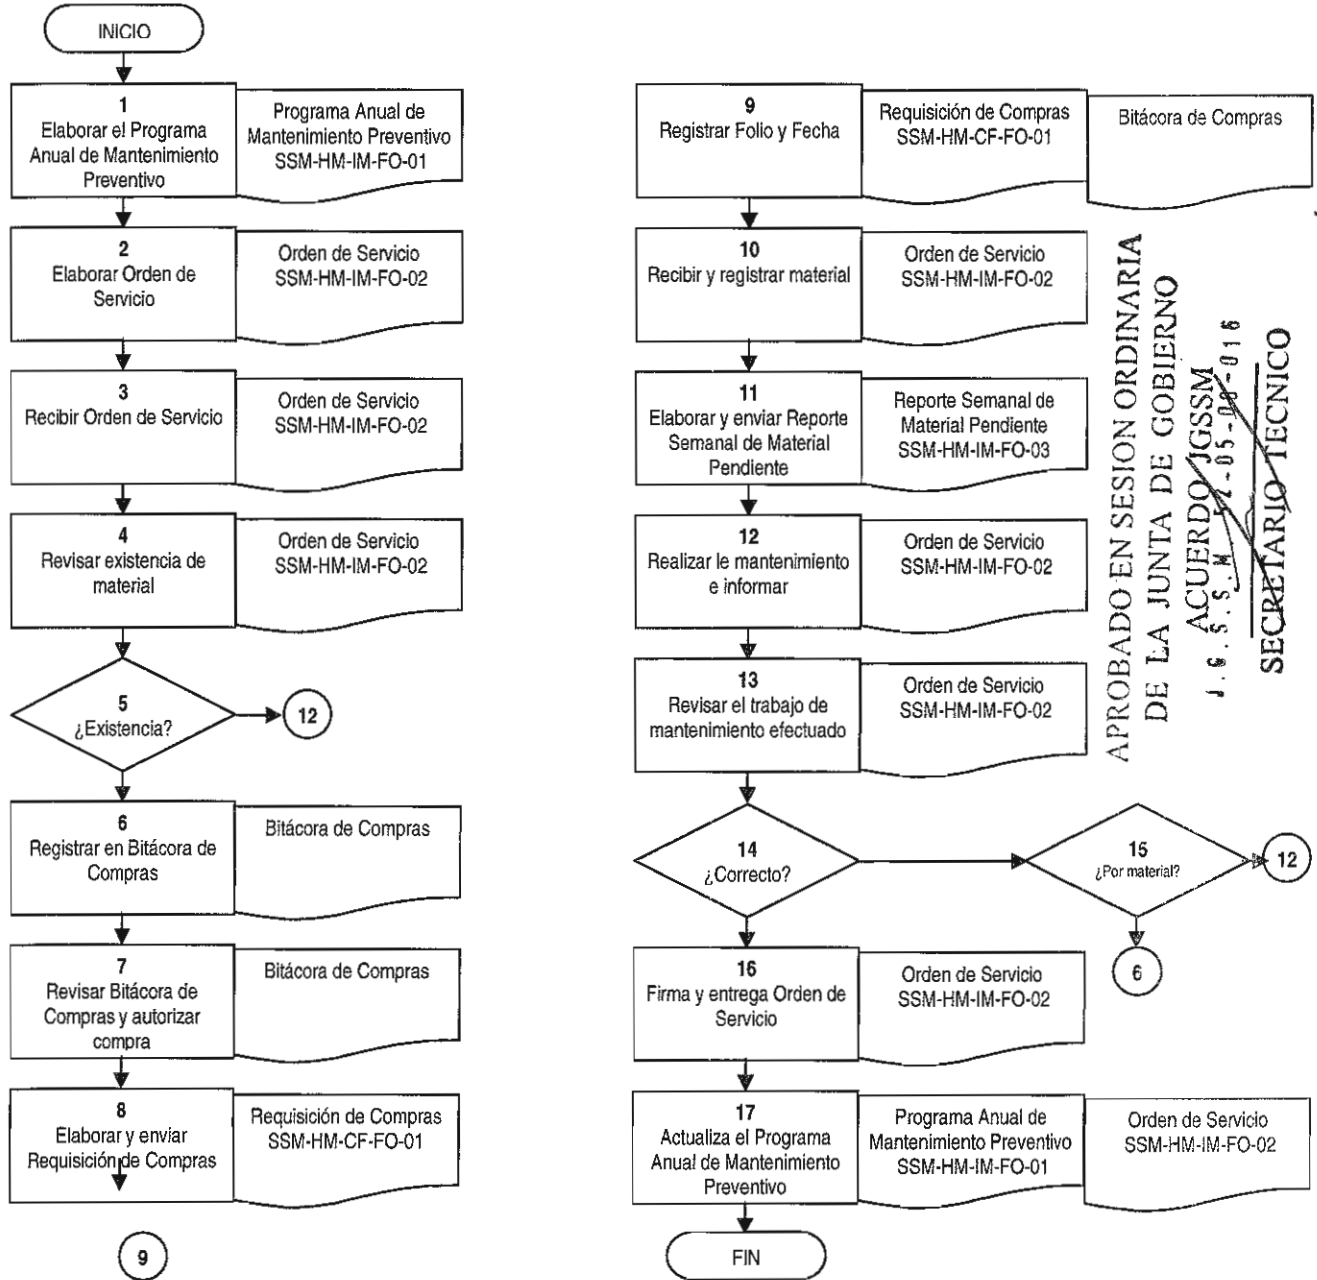 INICIO
1
Elaborar el Programa
Anual de Mantenimiento
Preventivo
Programa Anual de
Mantenimiento Preventivo
SSM-HM-IM-FO-01
2
Elaborar Orden de
Servicio
Orden de Servicio
SSM-HM-IM-FO-02
3
Recibir Orden de Servicio
Orden de Servicio
SSM-HM-IM-FO-02
4
Revisar existencia de
material
Orden de Servicio
SSM-HM-IM-FO-02
5
¿Existencia?
12
6
Registrar en Bitácora de
Compras
Bitácora de Compras
7
Revisar Bitácora de
Compras y autorizar
compra
Bitácora de Compras
8
Elaborar y enviar
Requisición de Compras
Requisición de Compras
SSM-HM-CF-FO-01
9
9
Registrar Folio y Fecha
Requisición de Compras
SSM-HM-CF-FO-01
Bitácora de Compras
10
Recibir y registrar material
Orden de Servicio
SSM-HM-IM-FO-02
11
Elaborar y enviar Reporte
Semanal de Material
Pendiente
Reporte Semanal de
Material Pendiente
SSM-HM-IM-FO-03
12
Realizar le mantenimiento
e informar
Orden de Servicio
SSM-HM-IM-FO-02
13
Revisar el trabajo de
mantenimiento efectuado
Orden de Servicio
SSM-HM-IM-FO-02
14
¿Correcto?
15
¿Por material?
12
6
16
Firma y entrega Orden de
Servicio
Orden de Servicio
SSM-HM-IM-FO-02
17
Actualiza el Programa
Anual de Mantenimiento
Preventivo
Programa Anual de
Mantenimiento Preventivo
SSM-HM-IM-FO-01
Orden de Servicio
SSM-HM-IM-FO-02
FIN
APROBADO EN SESION ORDINARIA
DE LA JUNTA DE GOBIERNO
ACUERDO JGSSM
SECRETARIO TECNICO